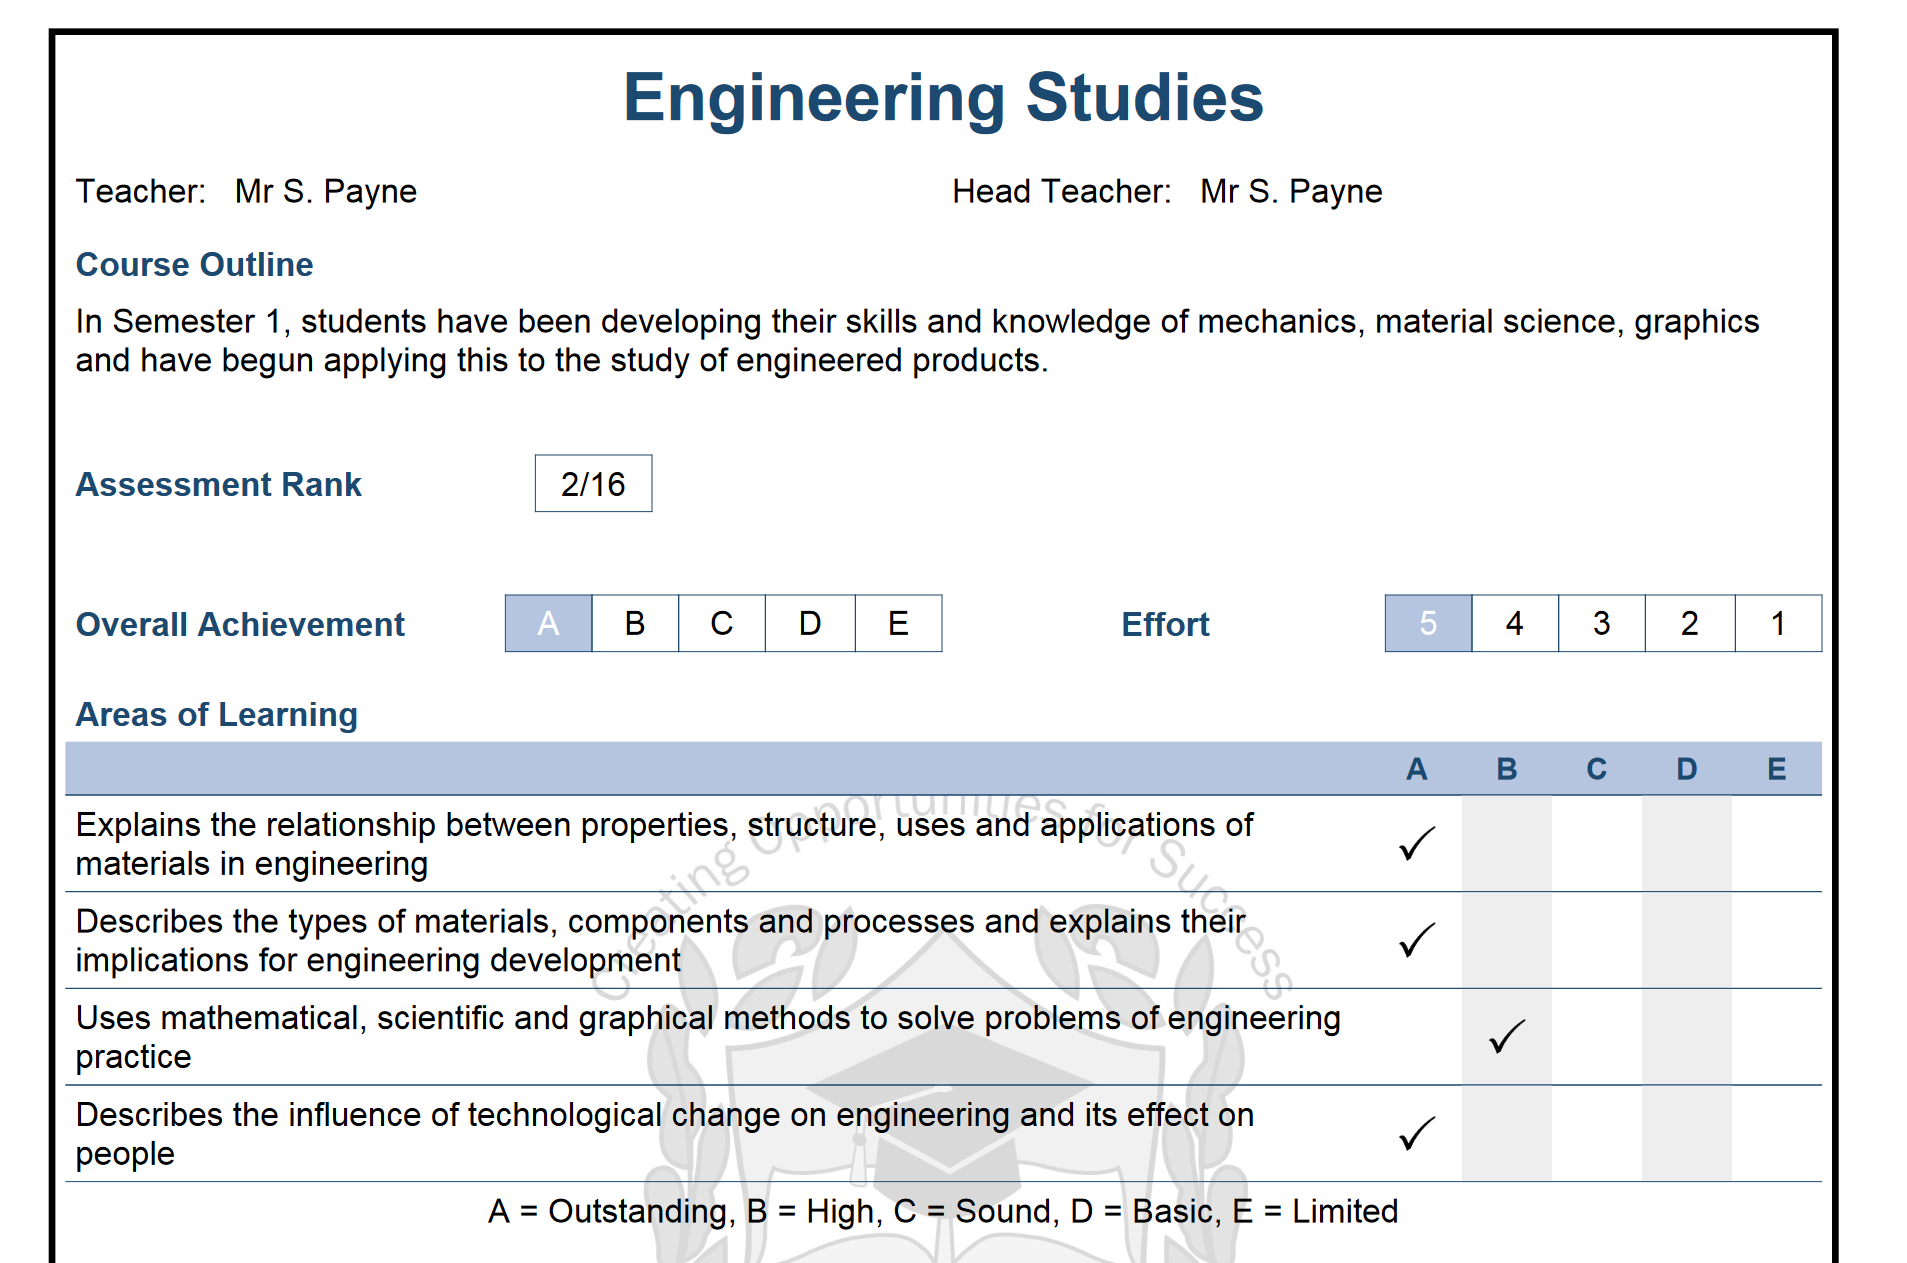 Engineering Studies
Teacher: Mr S. Payne Head Teacher: Mr S. Payne
Course Outline
In Semester 1, students have been developing their skills and knowledge of mechanics, material science, graphics
and have begun applying this to the study of engineered products.
Assessment Rank 2/16
Overall Achievement A B C D E Effort 5 4 3 2 1
Areas of Learning
A B C D E
Creating Opportunities for Success
Explains the relationship between properties, structure, uses and applications of
materials in engineering ✓
Describes the types of materials, components and processes and explains their
implications for engineering development ✓
Uses mathematical, scientific and graphical methods to solve problems of engineering
practice ✓
Describes the influence of technological change on engineering and its effect on
people ✓
A = Outstanding, B = High, C = Sound, D = Basic, E = Limited